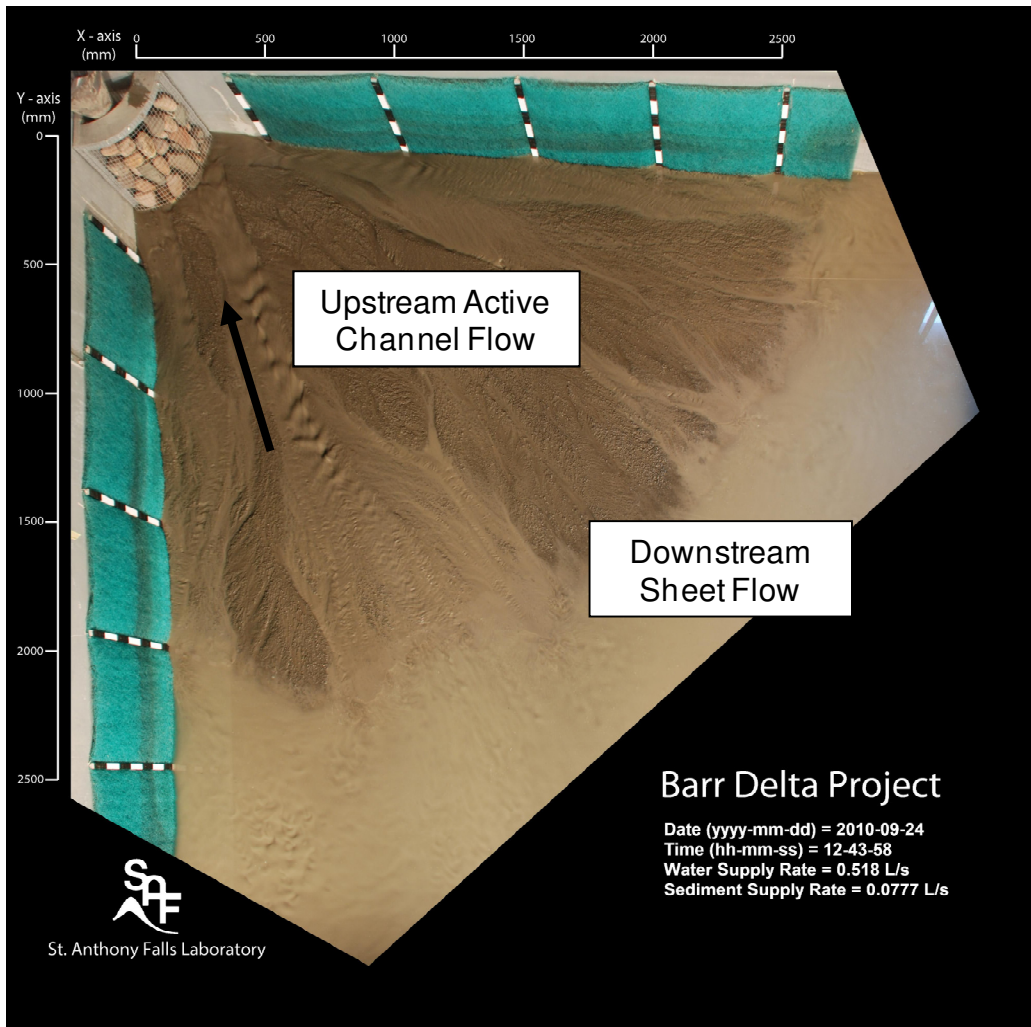 X - axis
(mm)
0
500
1000
1500
2000
2500
Y - axis
(mm)
0
500
1000
1500
2000
2500
Upstream Active
Channel Flow
Downstream
Sheet Flow
Barr Delta Project
Date (yyyy-mm-dd) = 2010-09-24
Time (hh-mm-ss) = 12-43-58
Water Supply Rate = 0.518 L/s
Sediment Supply Rate = 0.0777 L/s
SAF
St. Anthony Falls Laboratory